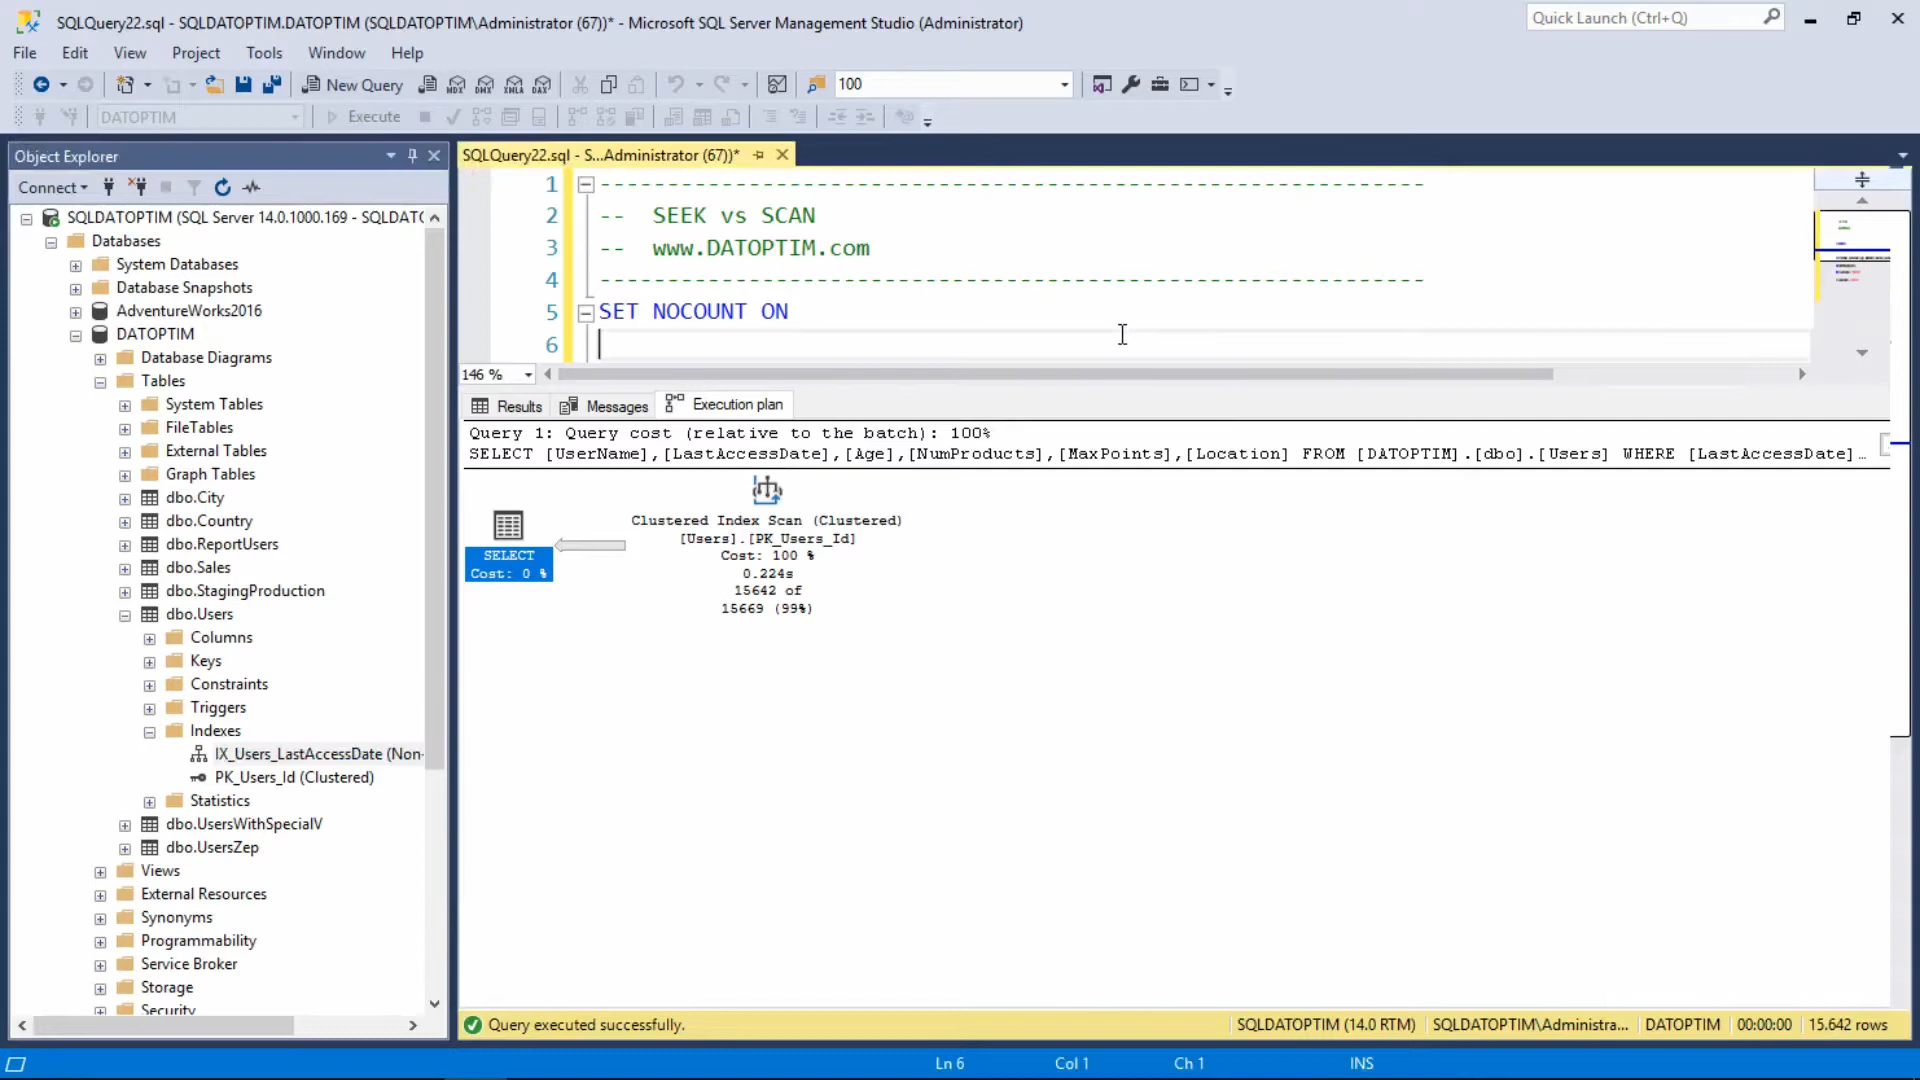 SQLQuery22.sql - SQLDATOPTIM.DATOPTIM (SQLDATOPTIM\Administrator (67))* - Microsoft SQL Server Management Studio (Administrator)
Quick Launch (Ctrl+Q)
File Edit View Project Tools Window Help
New Query MDX DMX XMLA DAX 100
DATOPTIM Execute
Object Explorer
Connect
SQLDATOPTIM (SQL Server 14.0.1000.169 - SQLDAT
Databases
System Databases
Database Snapshots
AdventureWorks2016
DATOPTIM
Database Diagrams
Tables
System Tables
FileTables
External Tables
Graph Tables
dbo.City
dbo.Country
dbo.ReportUsers
dbo.Sales
dbo.StagingProduction
dbo.Users
Columns
Keys
Constraints
Triggers
Indexes
IX_Users_LastAccessDate (Non-
PK_Users_Id (Clustered)
Statistics
dbo.UsersWithSpecialV
dbo.UsersZep
Views
External Resources
Synonyms
Programmability
Service Broker
Storage
Security
SQLQuery22.sql - S...Administrator (67))*
1 -------------------------------------------------------------
2 -- SEEK vs SCAN
3 -- www.DATOPTIM.com
4 -------------------------------------------------------------
5 SET NOCOUNT ON
6
146 %
Results Messages Execution plan
Query 1: Query cost (relative to the batch): 100%
SELECT [UserName],[LastAccessDate],[Age],[NumProducts],[MaxPoints],[Location] FROM [DATOPTIM].[dbo].[Users] WHERE [LastAccessDate]…
SELECT
Cost: 0 %
Clustered Index Scan (Clustered)
[Users].[PK_Users_Id]
Cost: 100 %
0.224s
15642 of
15669 (99%)
Query executed successfully.
SQLDATOPTIM (14.0 RTM) SQLDATOPTIM\Administra... DATOPTIM 00:00:00 15.642 rows
Ln 6 Col 1 Ch 1 INS